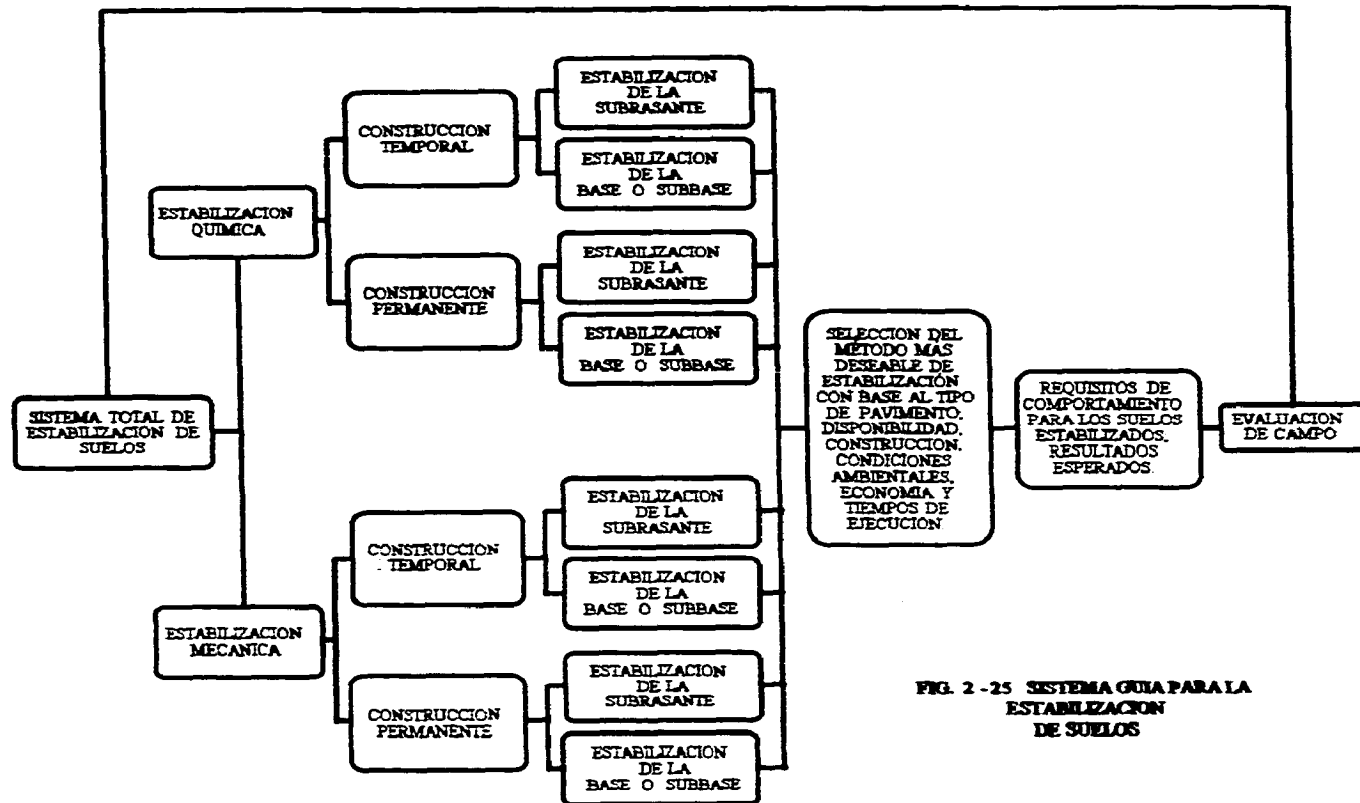 ESTABILIZACION
DE LA
SUBRASANTE
CONSTRUCCION
TEMPORAL
ESTABILIZACION
DE LA
BASE O SUBBASE
ESTABILIZACION
QUIMICA
ESTABILIZACION
DE LA
SUBRASANTE
CONSTRUCCION
PERMANENTE
ESTABILIZACION
DE LA
BASE O SUBBASE
SISTEMA TOTAL DE
ESTABILIZACION DE
SUELOS
SELECCION DEL
MÉTODO MAS
DESEABLE DE
ESTABILIZACIÓN
CON BASE AL TIPO
DE PAVIMENTO,
DISPONIBILIDAD,
CONSTRUCCION,
CONDICIONES
AMBIENTALES,
ECONOMIA Y
TIEMPOS DE
EJECUCION
REQUISITOS DE
COMPORTAMIENTO
PARA LOS SUELOS
ESTABILIZADOS,
RESULTADOS
ESPERADOS.
EVALUACION
DE CAMPO
ESTABILIZACION
DE LA
SUBRASANTE
CONSTRUCCION
TEMPORAL
ESTABILIZACION
DE LA
BASE O SUBBASE
ESTABILIZACION
MECANICA
ESTABILIZACION
DE LA
SUBRASANTE
CONSTRUCCION
PERMANENTE
ESTABILIZACION
DE LA
BASE O SUBBASE
FIG. 2 -25 SISTEMA GUIA PARA LA
ESTABILIZACION
DE SUELOS